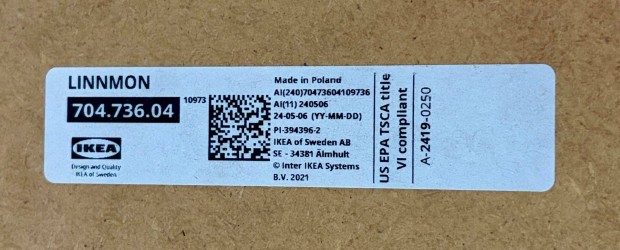 LINNMON
704.736.04
10973
IKEA
Design and Quality
IKEA of Sweden
Made in Poland
AI(240)70473604109736
AI(11) 240506
24-05-06 (YY-MM-DD)
PI-394396-2
IKEA of Sweden AB
SE - 34381 Älmhult
© Inter IKEA Systems
B.V. 2021
US EPA TSCA title
VI compliant
A-2419-0250